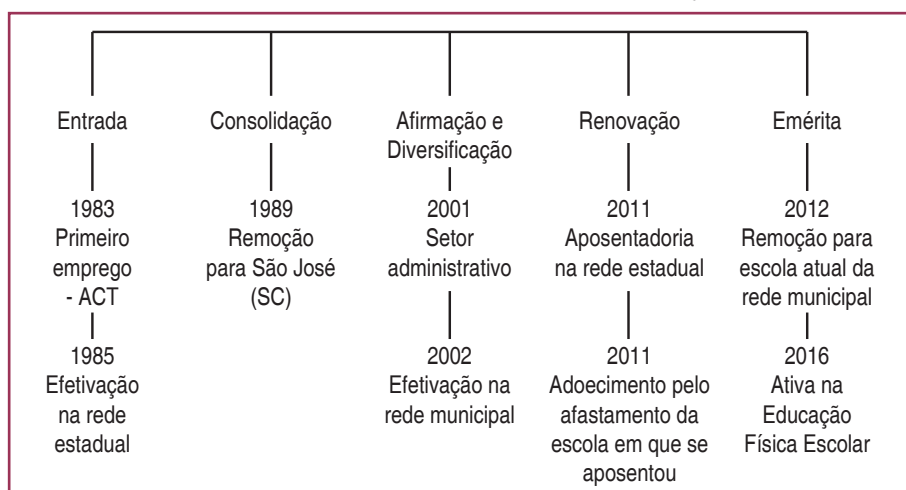 Entrada
Consolidação
Afirmação e
Diversificação
Renovação
Emérita
1983
Primeiro
emprego
- ACT
1989
Remoção
para São José
(SC)
2001
Setor
administrativo
2011
Aposentadoria
na rede estadual
2012
Remoção para
escola atual da
rede municipal
1985
Efetivação
na rede
estadual
2002
Efetivação na
rede municipal
2011
Adoecimento pelo
afastamento da
escola em que se
aposentou
2016
Ativa na
Educação
Física Escolar